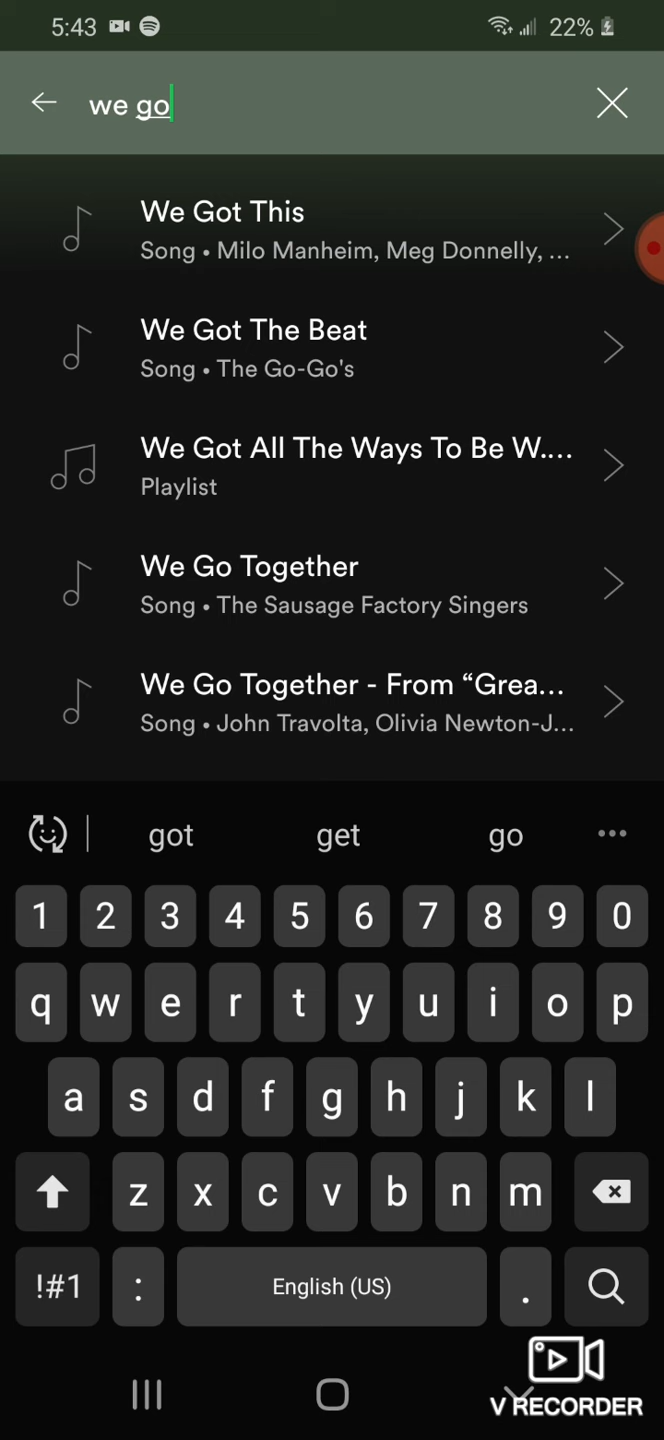 5:43 22%
we go
We Got This
Song • Milo Manheim, Meg Donnelly, ...
We Got The Beat
Song • The Go-Go's
We Got All The Ways To Be W....
Playlist
We Go Together
Song • The Sausage Factory Singers
We Go Together - From “Grea...
Song • John Travolta, Olivia Newton-J...
got get go
1 2 3 4 5 6 7 8 9 0
q w e r t y u i o p
a s d f g h j k l
z x c v b n m
!#1 : English (US) .
V RECORDER